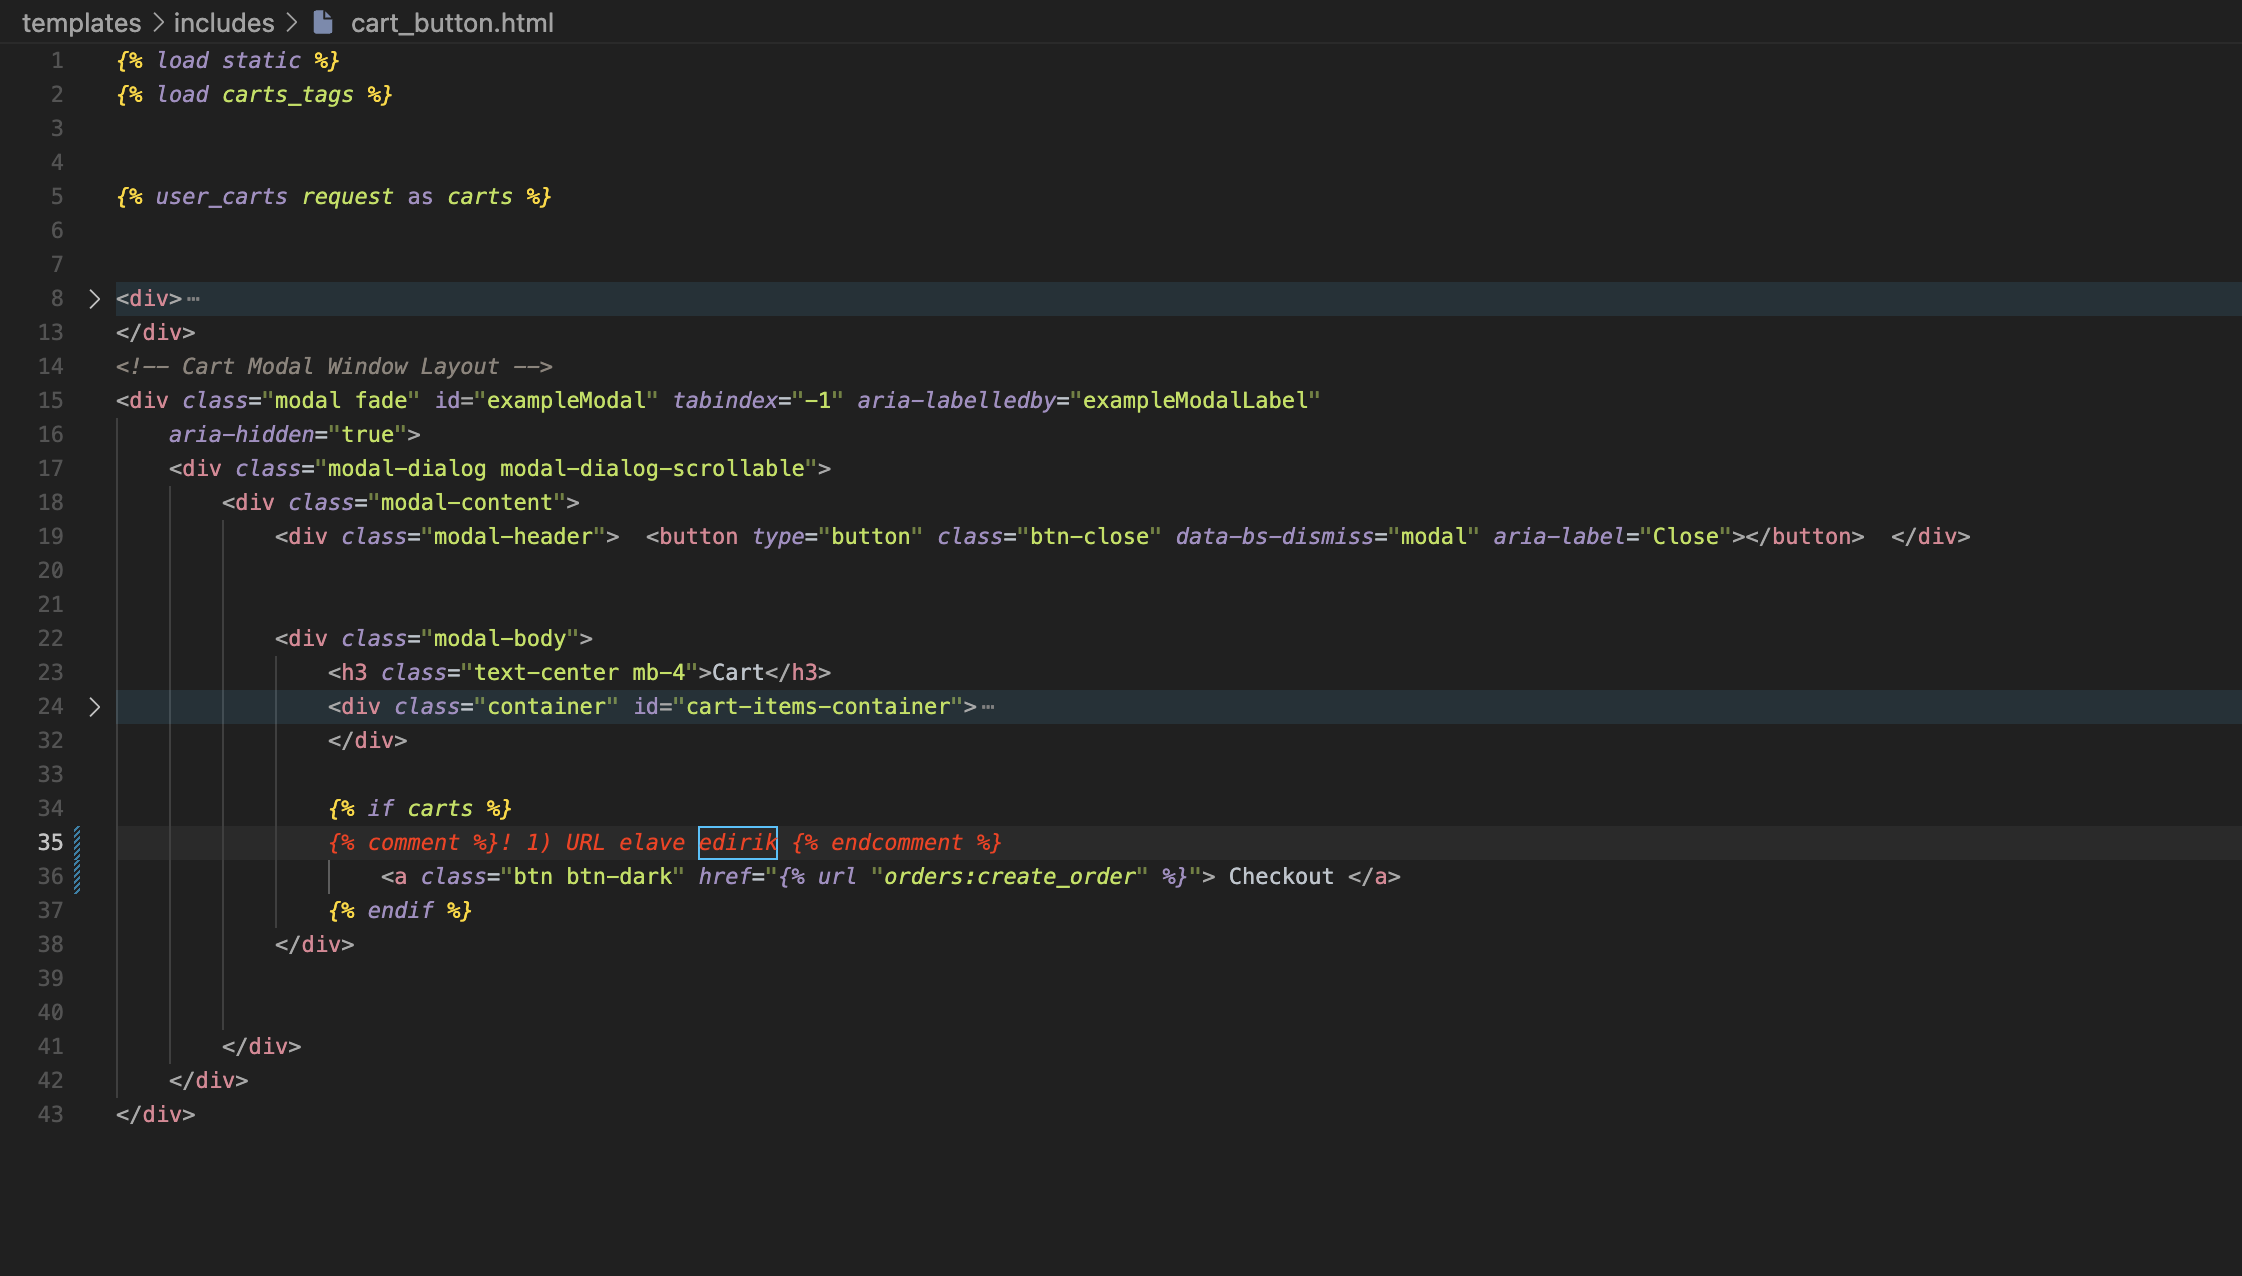 templates > includes > cart_button.html
1 {% load static %}
2 {% load carts_tags %}
3
4
5 {% user_carts request as carts %}
6
7
8 <div>⋯
13 </div>
14 <!-- Cart Modal Window Layout -->
15 <div class="modal fade" id="exampleModal" tabindex="-1" aria-labelledby="exampleModalLabel"
16     aria-hidden="true">
17     <div class="modal-dialog modal-dialog-scrollable">
18         <div class="modal-content">
19             <div class="modal-header">  <button type="button" class="btn-close" data-bs-dismiss="modal" aria-label="Close"></button>  </div>
20
21
22             <div class="modal-body">
23                 <h3 class="text-center mb-4">Cart</h3>
24                 <div class="container" id="cart-items-container">⋯
32                 </div>
33
34                 {% if carts %}
35                 {% comment %}! 1) URL elave edirik {% endcomment %}
36                     <a class="btn btn-dark" href="{% url "orders:create_order" %}"> Checkout </a>
37                 {% endif %}
38             </div>
39
40
41         </div>
42     </div>
43 </div>